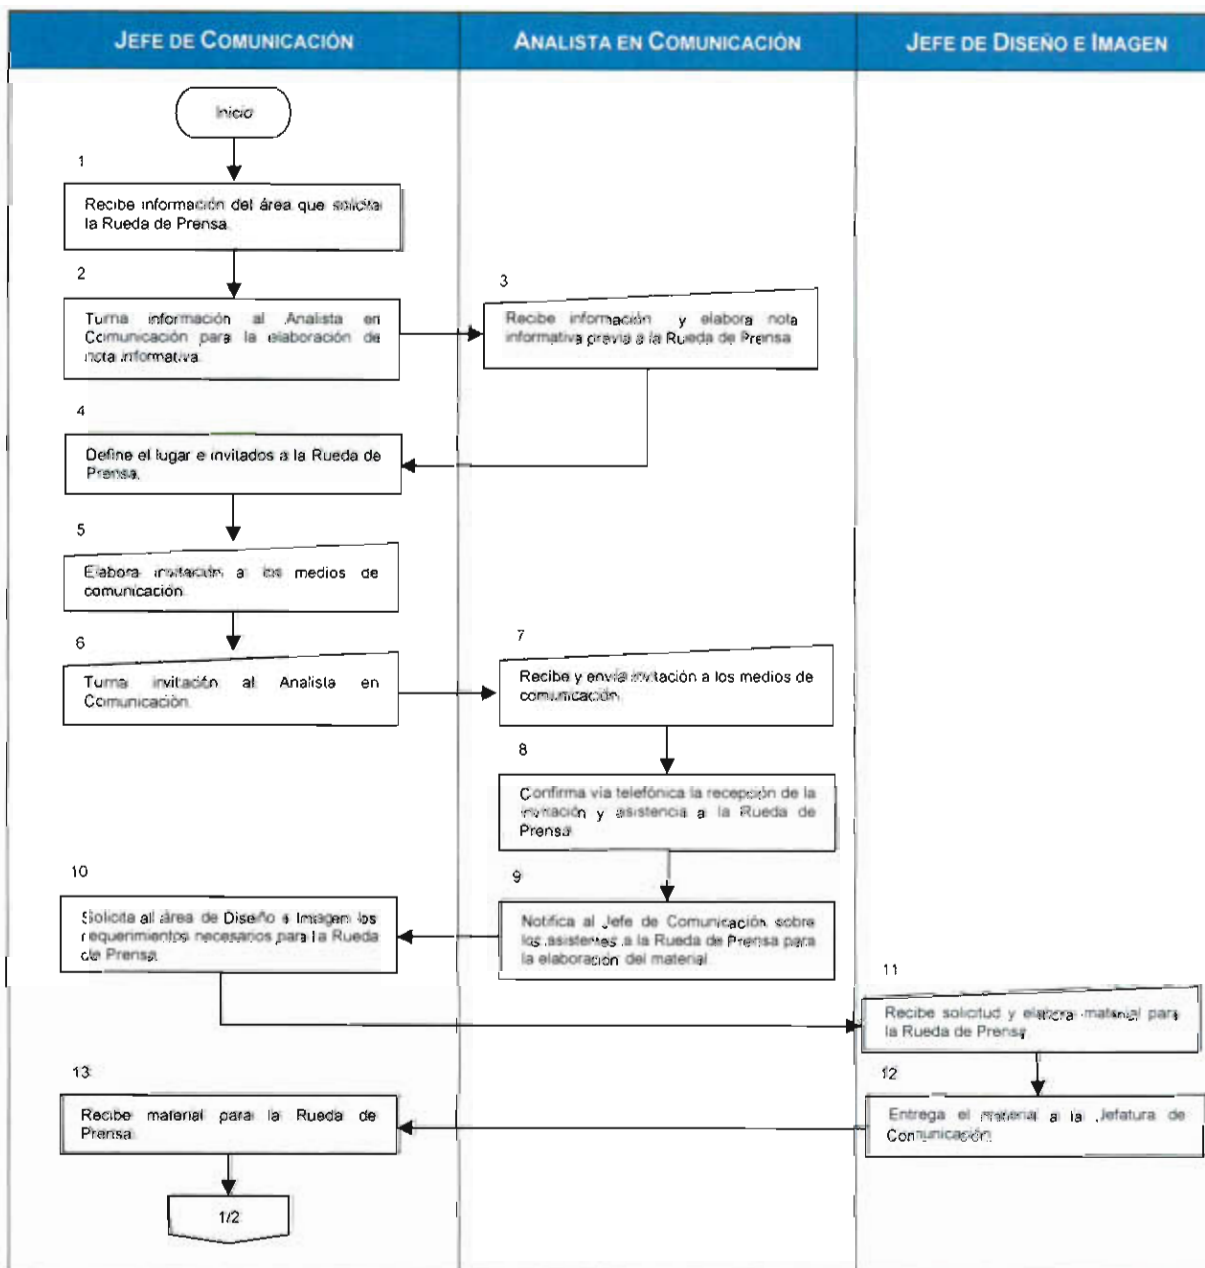 JEFE DE COMUNICACIÓN
ANALISTA EN COMUNICACIÓN
JEFE DE DISEÑO E IMAGEN
Inicio
1
Recibe información del área que solicita
la Rueda de Prensa.
2
Turna información al Analista en
Comunicación para la elaboración de
nota informativa.
3
Recibe información y elabora nota
informativa previa a la Rueda de Prensa
4
Define el lugar e invitados a la Rueda de
Prensa.
5
Elabora invitación a los medios de
comunicación.
6
Turna invitación al Analista en
Comunicación.
7
Recibe y envía invitación a los medios de
comunicación.
8
Confirma vía telefónica la recepción de la
invitación y asistencia a la Rueda de
Prensa
9
Notifica al Jefe de Comunicación sobre
los asistentes a la Rueda de Prensa para
la elaboración del material
10
Solicita al área de Diseño e Imagen los
requerimientos necesarios para la Rueda
de Prensa.
11
Recibe solicitud y elabora material para
la Rueda de Prensa
12
Entrega el material a la Jefatura de
Comunicación.
13
Recibe material para la Rueda de
Prensa.
1/2